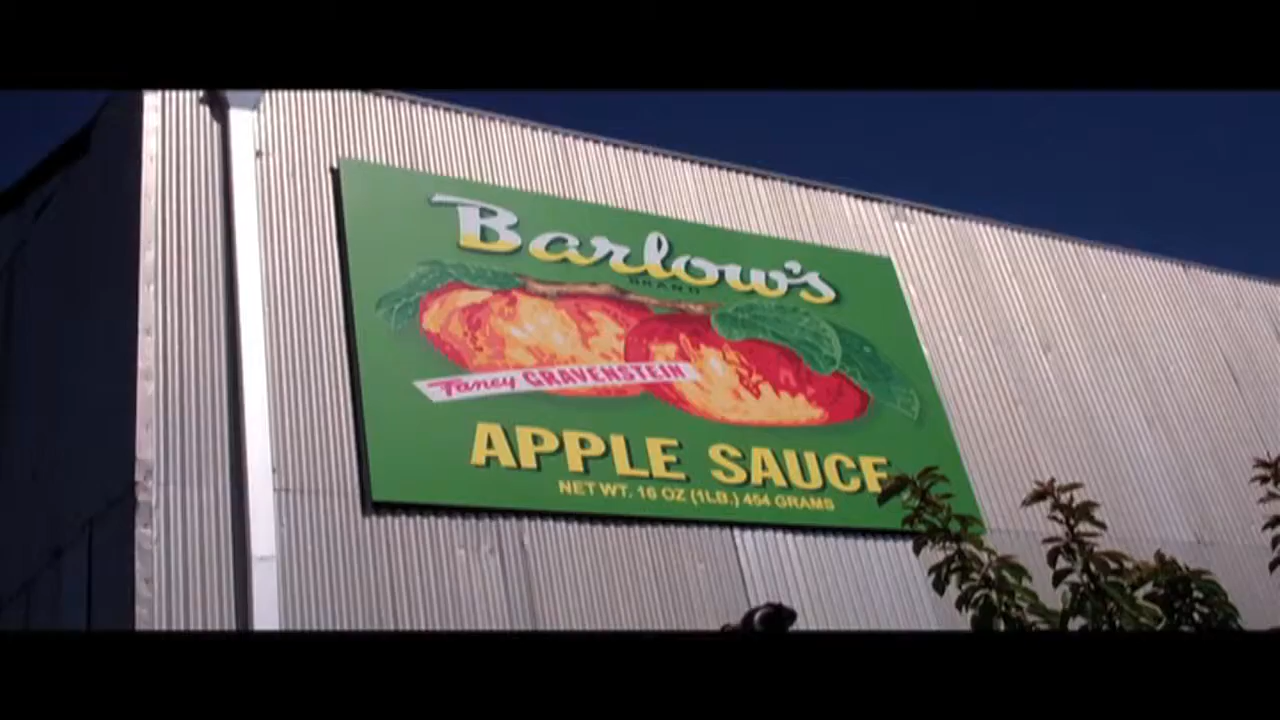 Barlow's
BRAND
Fancy GRAVENSTEIN
APPLE SAUCE
NET WT. 16 OZ (1LB.) 454 GRAMS